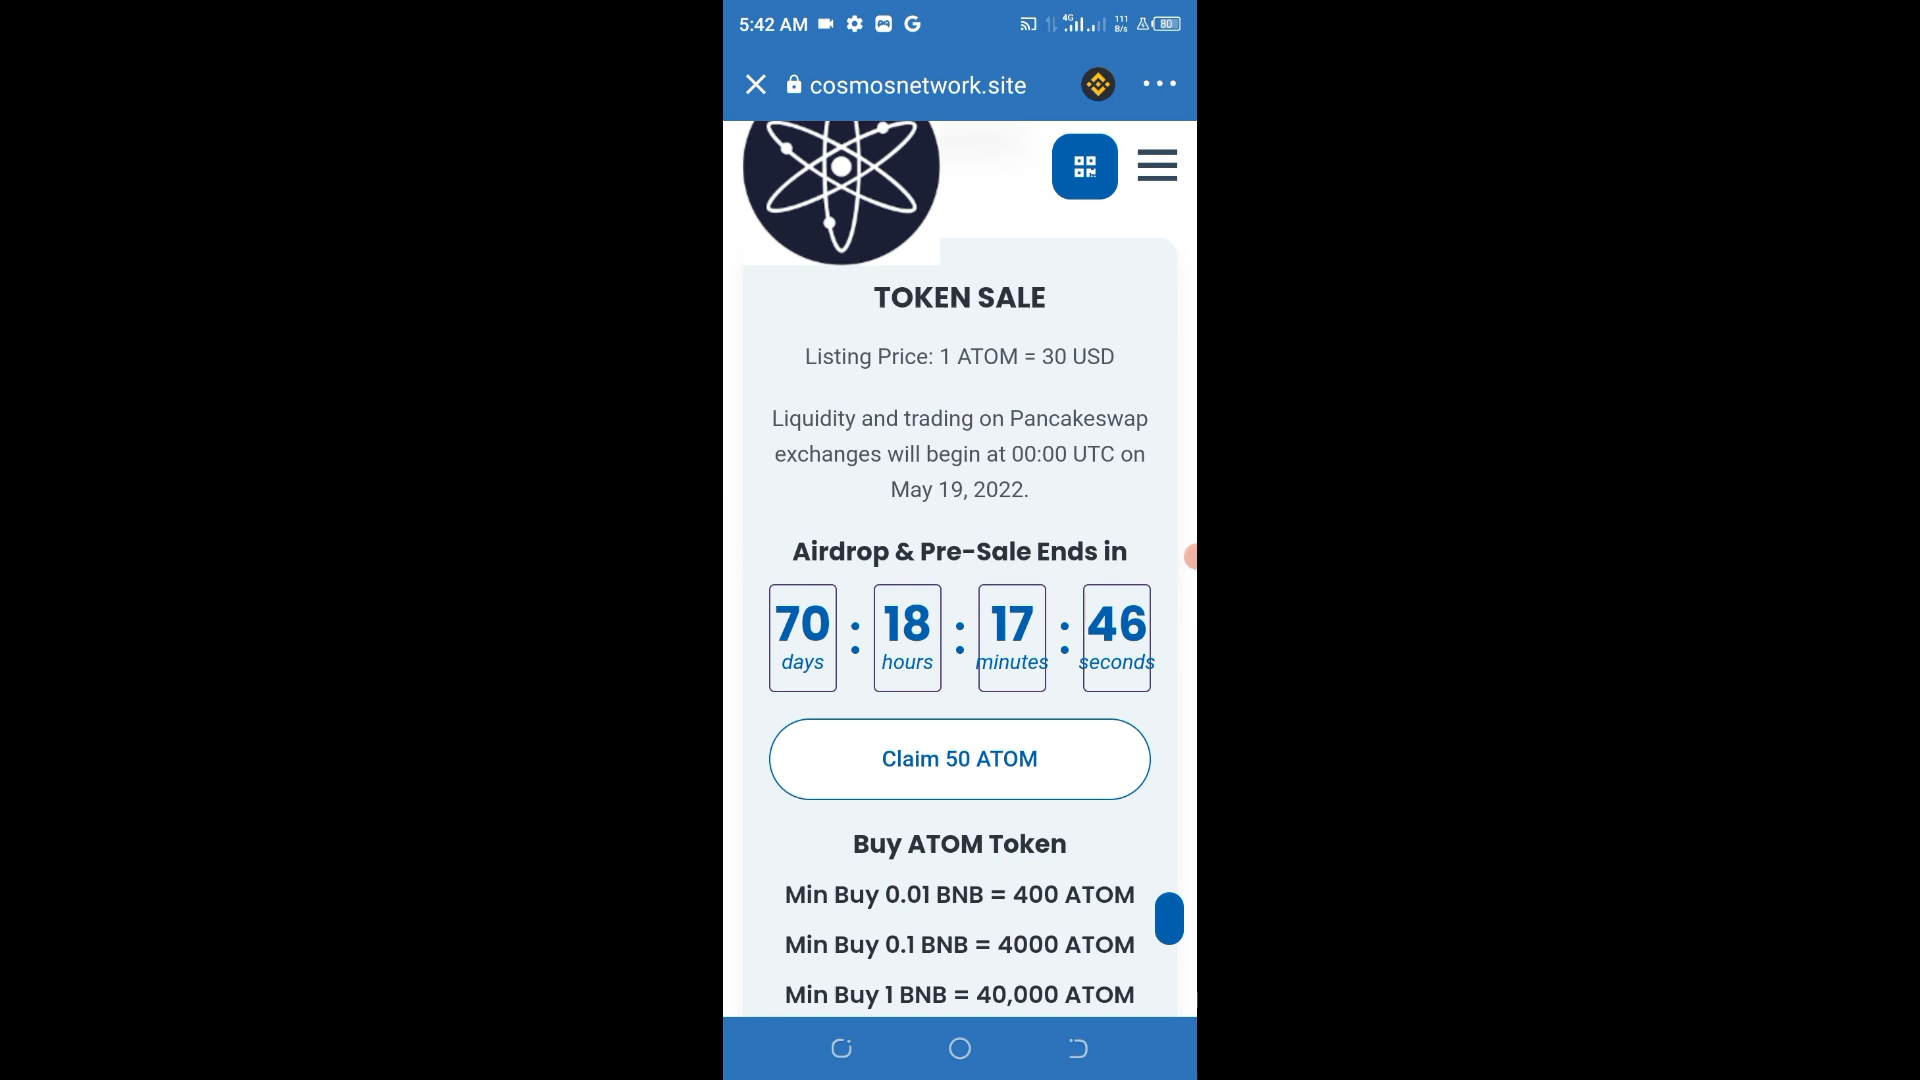 5:42 AM
4G
111
B/s
80
cosmosnetwork.site
TOKEN SALE
Listing Price: 1 ATOM = 30 USD
Liquidity and trading on Pancakeswap
exchanges will begin at 00:00 UTC on
May 19, 2022.
Airdrop & Pre-Sale Ends in
70 : 18 : 17 : 46
days hours minutes seconds
Claim 50 ATOM
Buy ATOM Token
Min Buy 0.01 BNB = 400 ATOM
Min Buy 0.1 BNB = 4000 ATOM
Min Buy 1 BNB = 40,000 ATOM